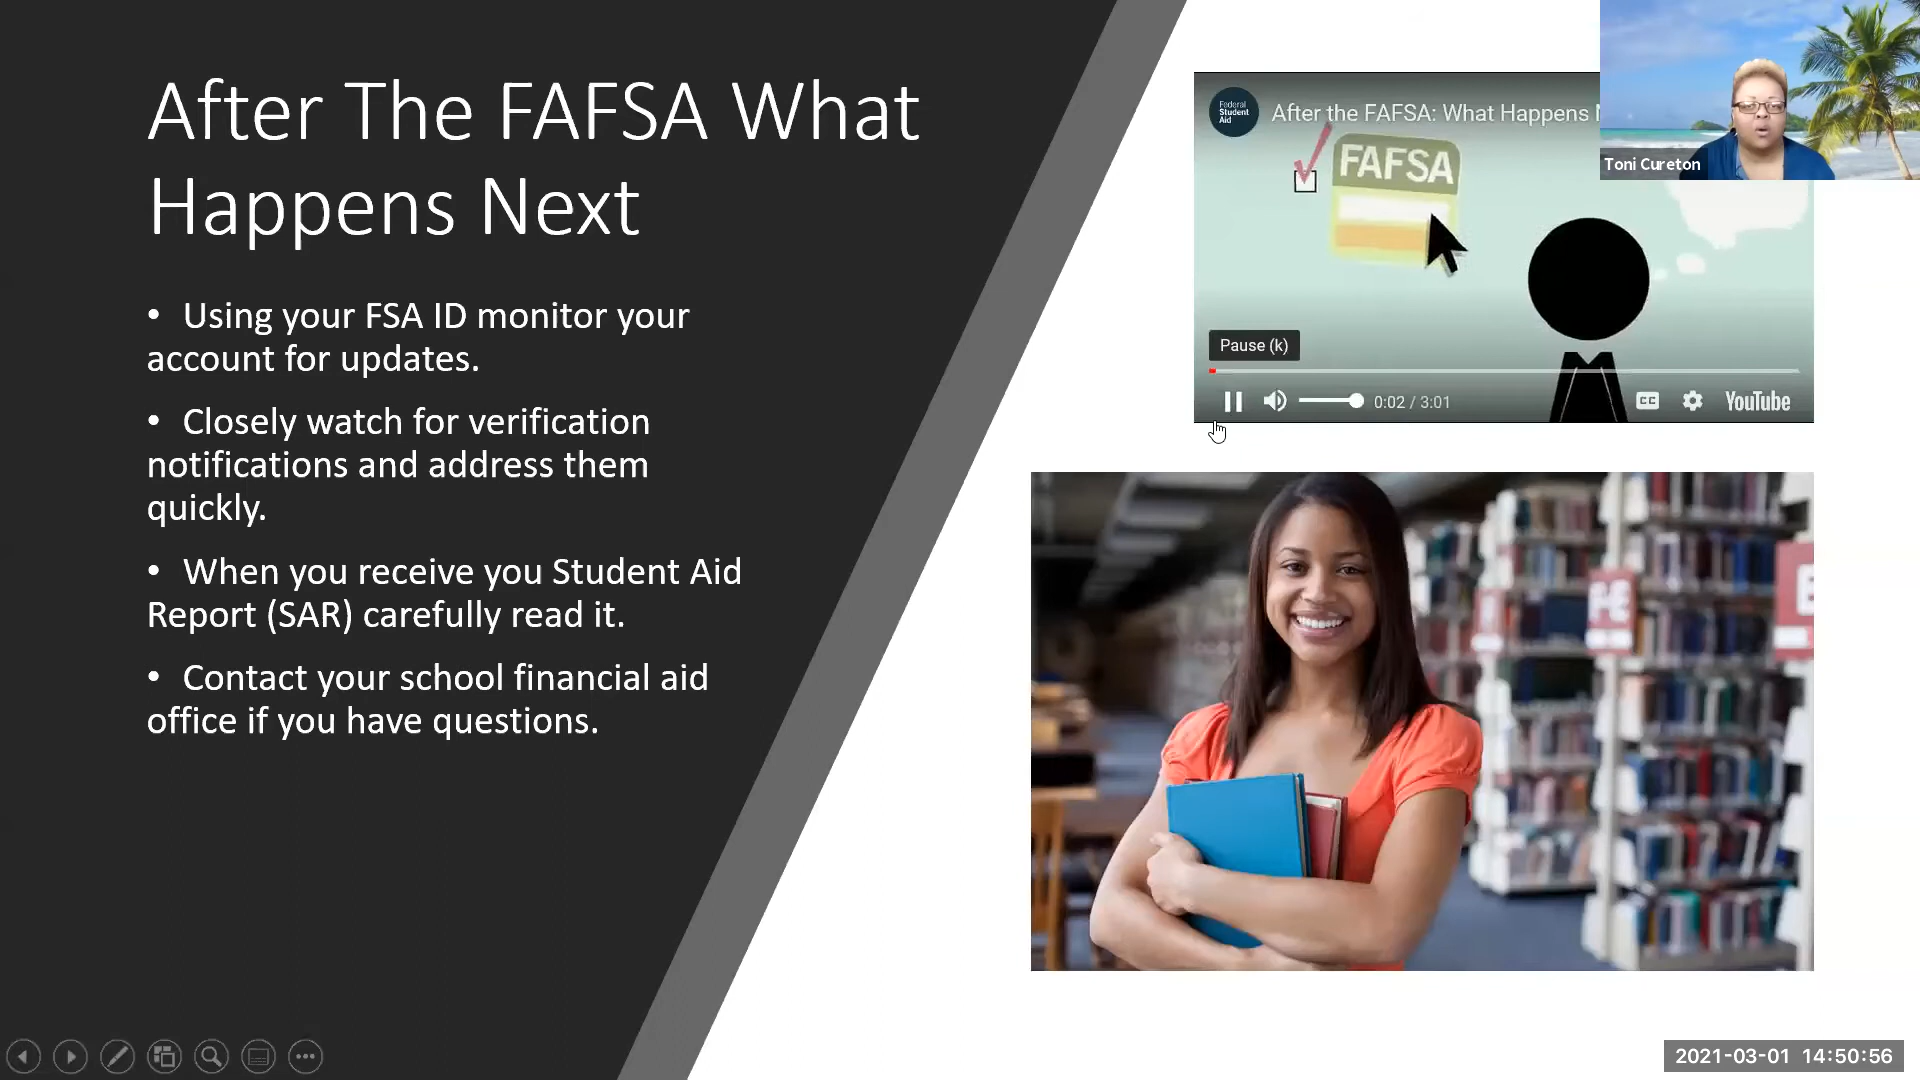 After The FAFSA What
Happens Next
• Using your FSA ID monitor your
account for updates.
• Closely watch for verification
notifications and address them
quickly.
• When you receive you Student Aid
Report (SAR) carefully read it.
• Contact your school financial aid
office if you have questions.
Federal
Student
Aid
After the FAFSA: What Happens
FAFSA
Pause (k)
0:02 / 3:01
CC
YouTube
Toni Cureton
2021-03-01 14:50:56